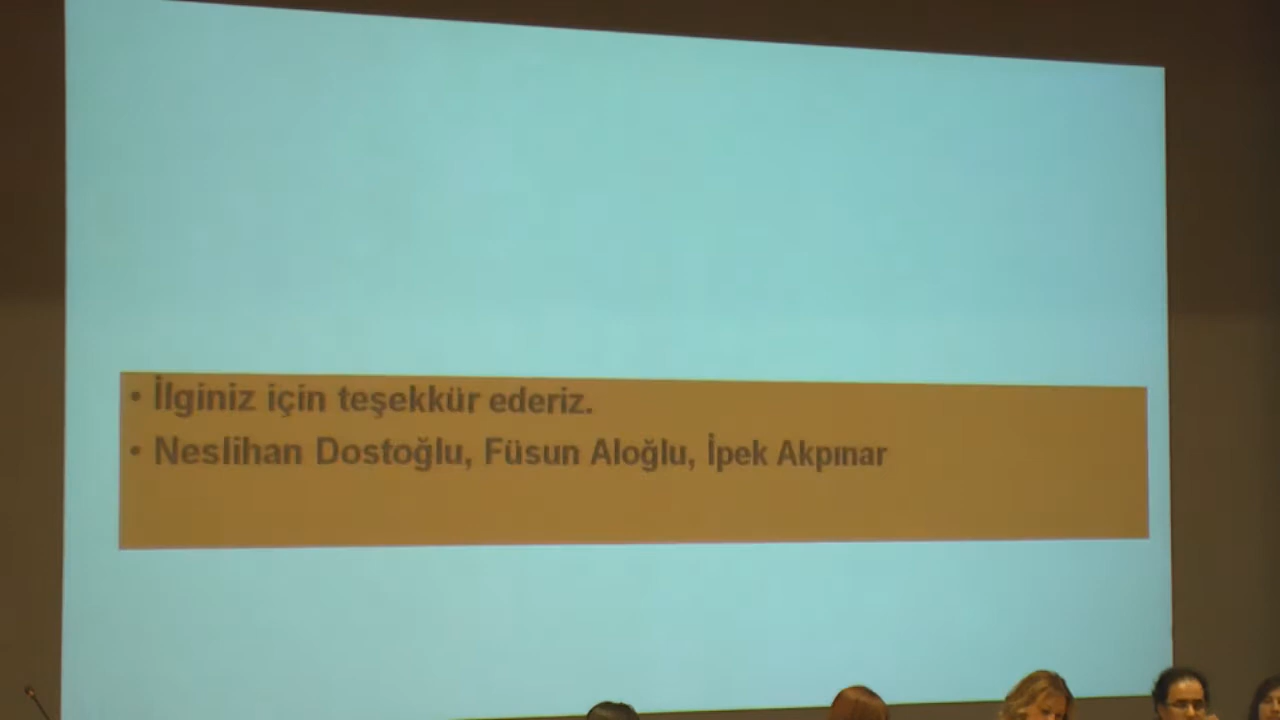 • İlginiz için teşekkür ederiz.
• Neslihan Dostoğlu, Füsun Aloğlu, İpek Akpınar